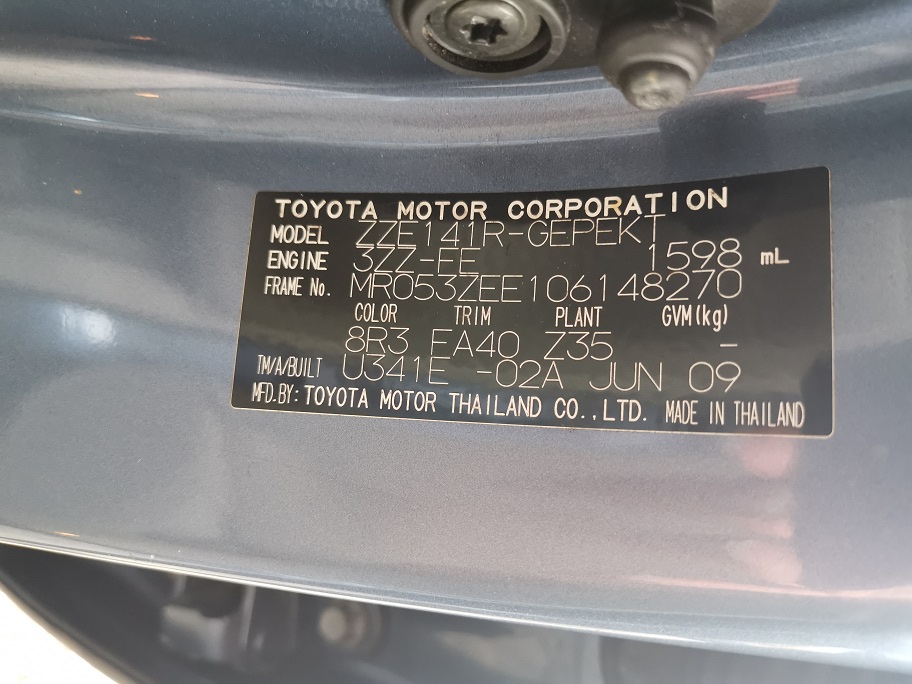 TOYOTA MOTOR CORPORATION
MODEL ZZE141R-GEPEKT
ENGINE 3ZZ-EE 1598 mL
FRAME No. MR053ZEE106148270
COLOR TRIM PLANT GVM(kg)
8R3 EA40 Z35 -
TM/A/BUILT U341E -02A JUN 09
MFD.BY: TOYOTA MOTOR THAILAND CO.,LTD. MADE IN THAILAND